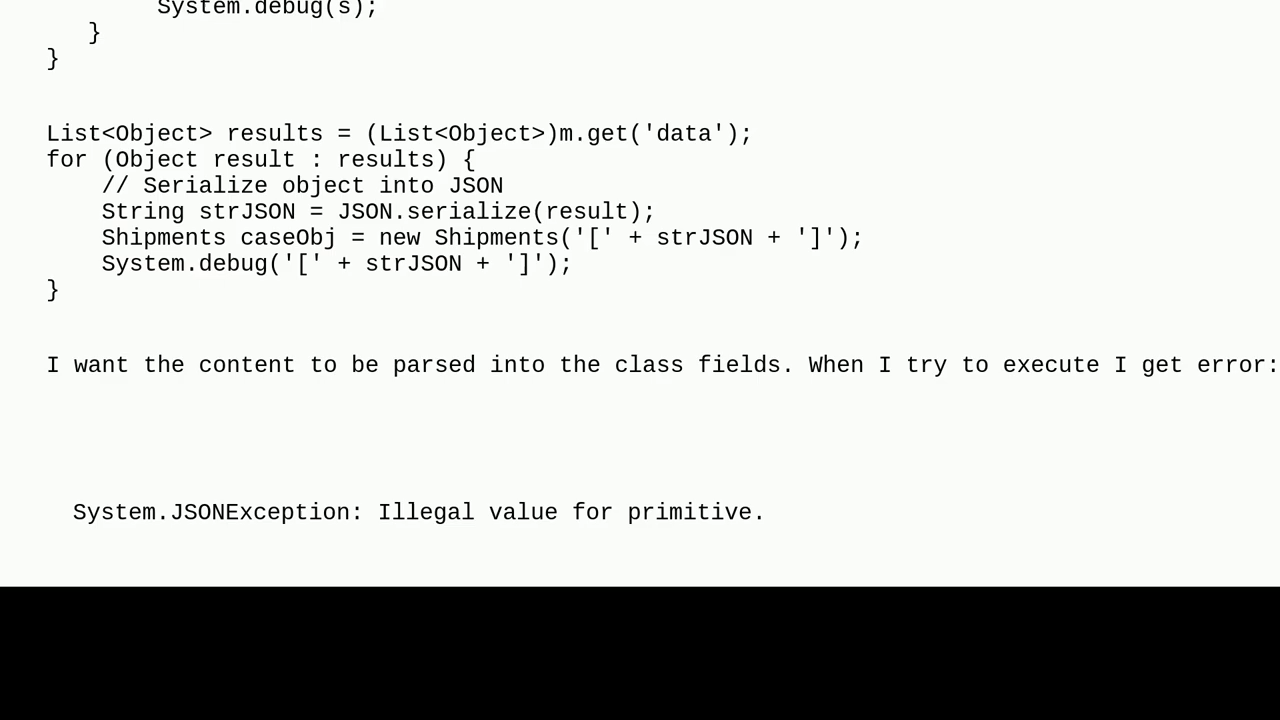 System.debug(s);
}
}
List<Object> results = (List<Object>)m.get('data');
for (Object result : results) {
// Serialize object into JSON
String strJSON = JSON.serialize(result);
Shipments caseObj = new Shipments('[' + strJSON + ']');
System.debug('[' + strJSON + ']');
}
I want the content to be parsed into the class fields. When I try to execute I get error:
System.JSONException: Illegal value for primitive.